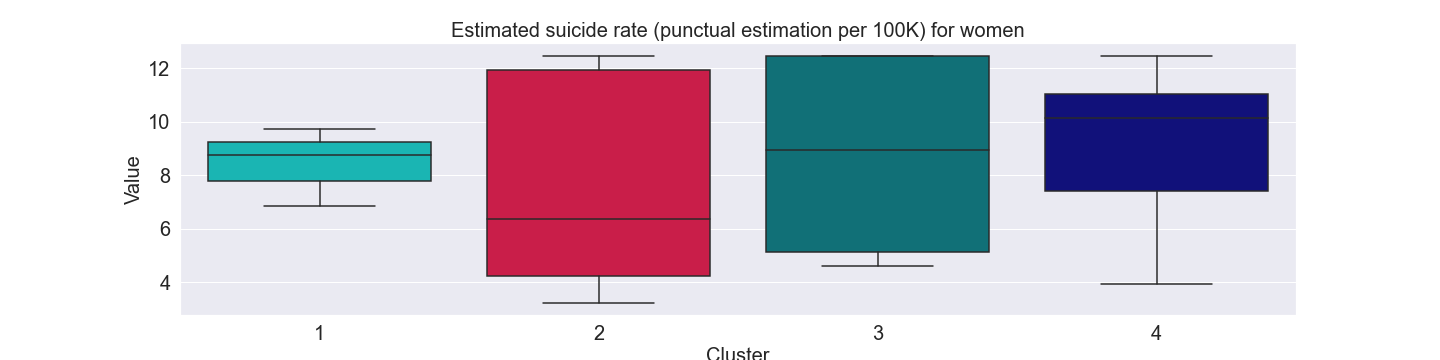 Estimated suicide rate (punctual estimation per 100K) for women
12
10
8
6
4
Value
1 2 3 4
Cluster